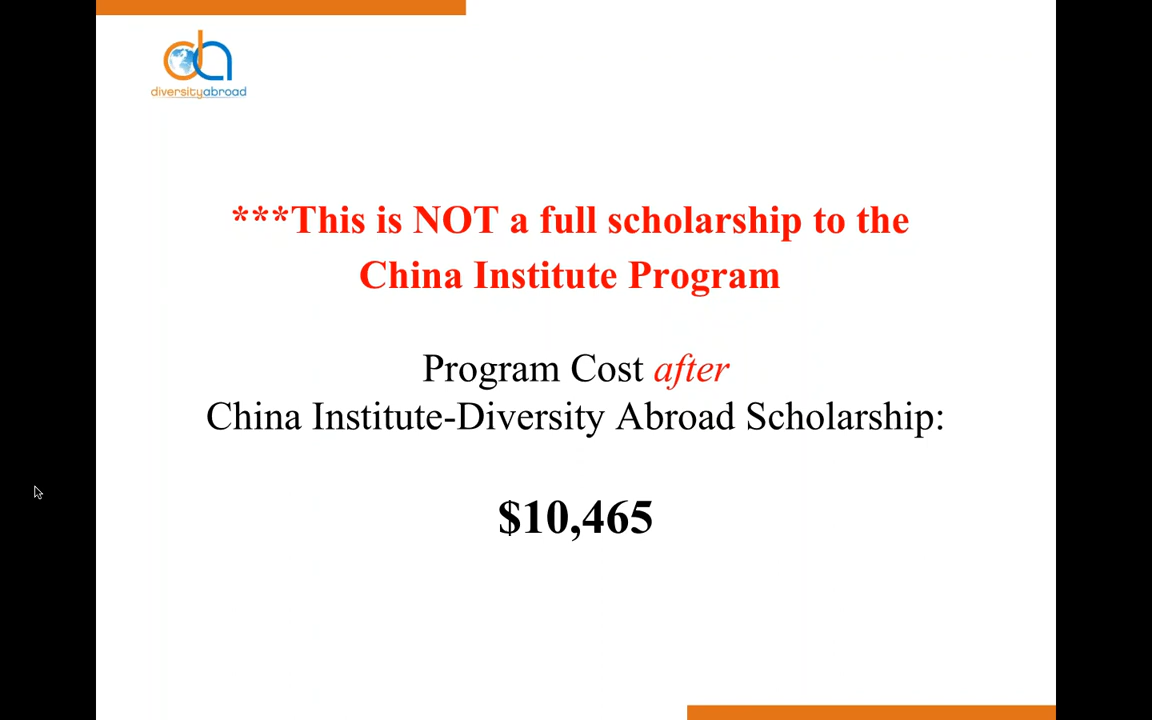 diversityabroad
***This is NOT a full scholarship to the
China Institute Program
Program Cost after
China Institute-Diversity Abroad Scholarship:
$10,465